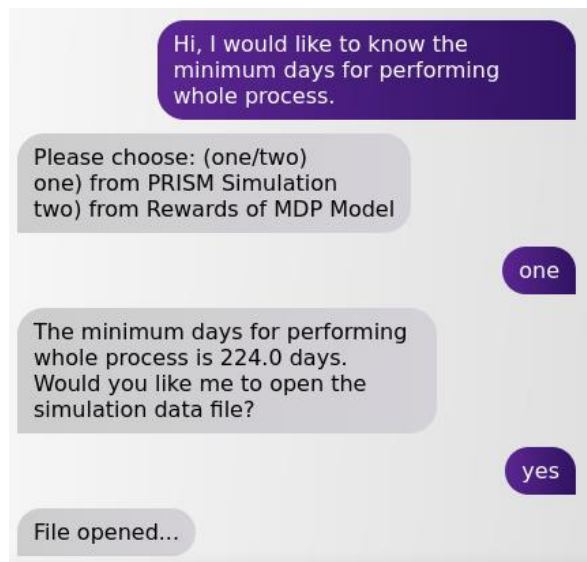 Hi, I would like to know the
minimum days for performing
whole process.
Please choose: (one/two)
one) from PRISM Simulation
two) from Rewards of MDP Model
one
The minimum days for performing
whole process is 224.0 days.
Would you like me to open the
simulation data file?
yes
File opened...